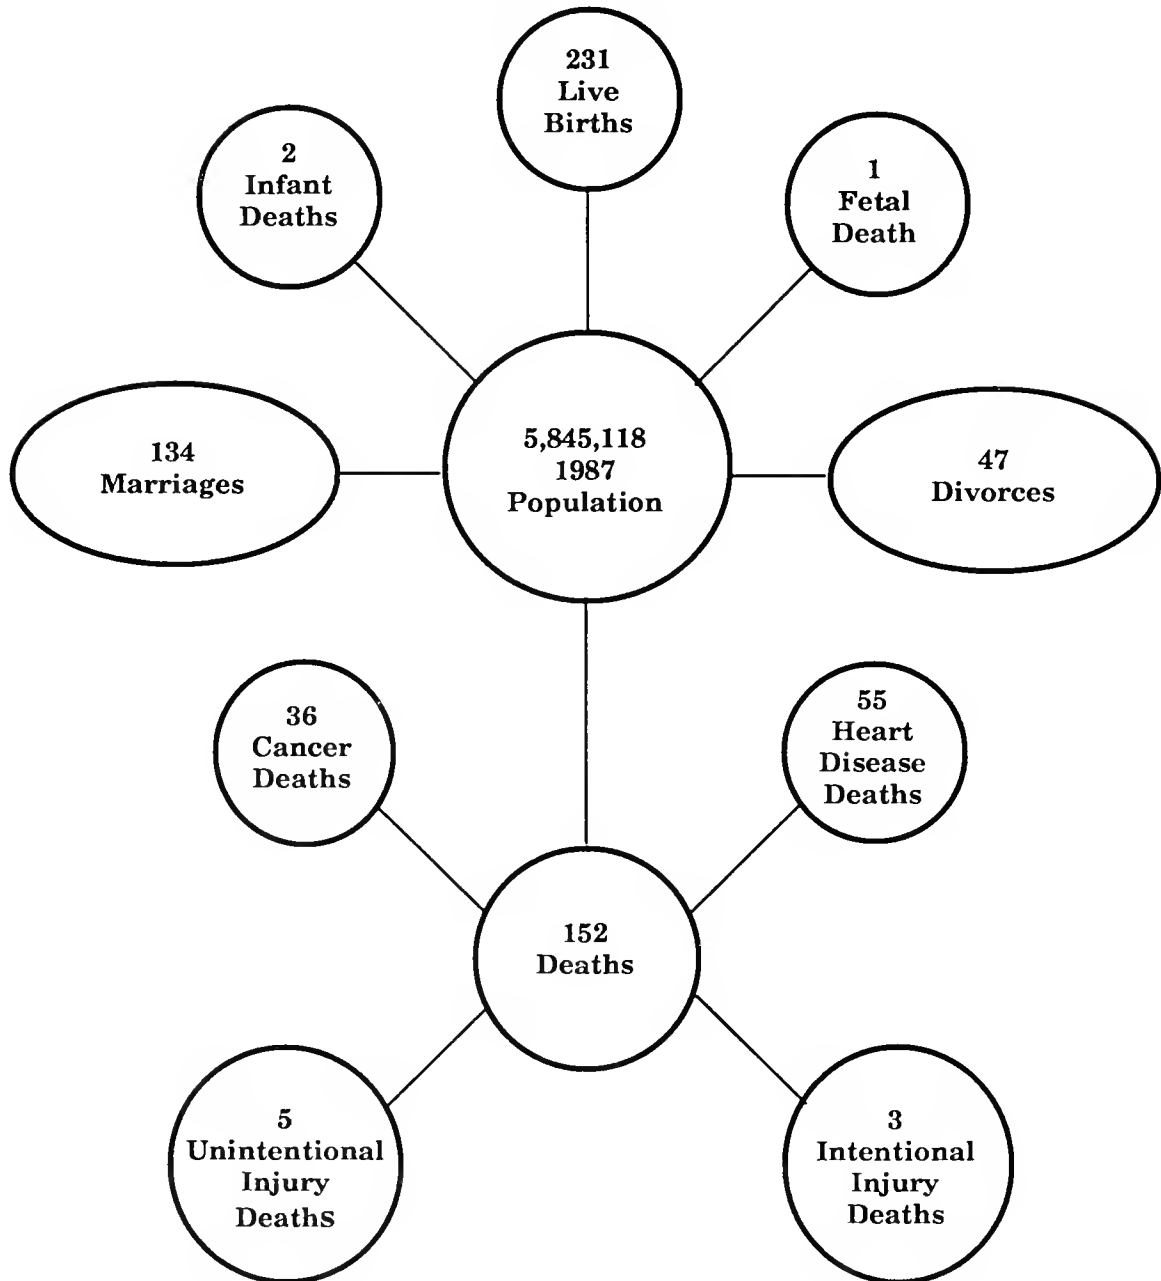 231
Live
Births
2
Infant
Deaths
1
Fetal
Death
134
Marriages
5,845,118
1987
Population
47
Divorces
36
Cancer
Deaths
55
Heart
Disease
Deaths
152
Deaths
5
Unintentional
Injury
Deaths
3
Intentional
Injury
Deaths